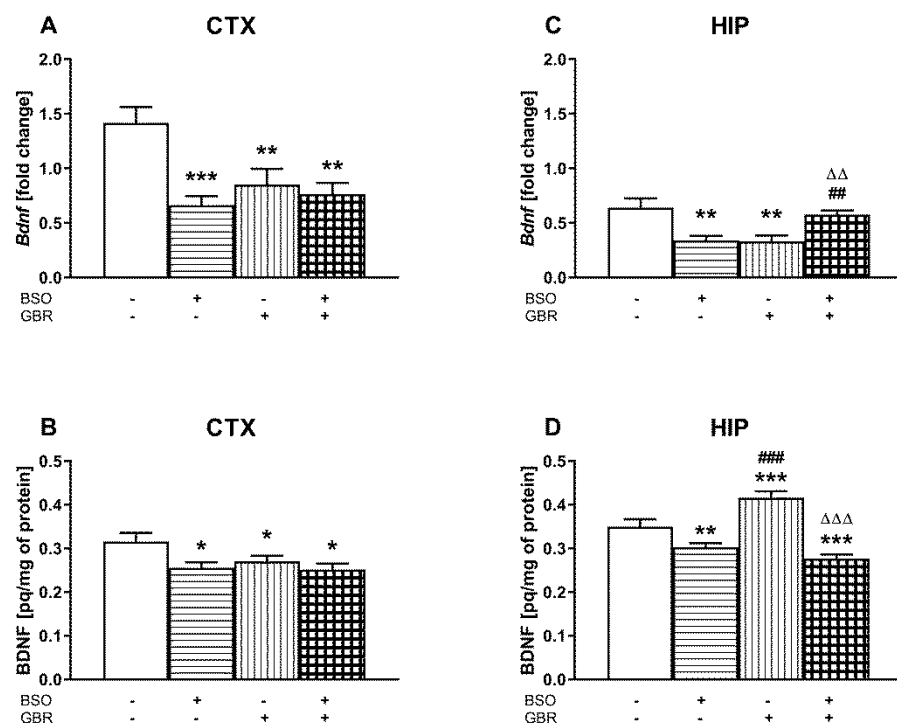 A CTX
Bdnf [fold change]
2.0
1.5
1.0
0.5
0.0
***
**
**
BSO - + - +
GBR - - + +
C HIP
Bdnf [fold change]
2.0
1.5
1.0
0.5
0.0
**
**
ΔΔ
##
BSO - + - +
GBR - - + +
B CTX
BDNF [pq/mg of protein]
0.5
0.4
0.3
0.2
0.1
0.0
*
*
*
BSO - + - +
GBR - - + +
D HIP
BDNF [pq/mg of protein]
0.5
0.4
0.3
0.2
0.1
0.0
**
###
***
ΔΔΔ
***
BSO - + - +
GBR - - + +